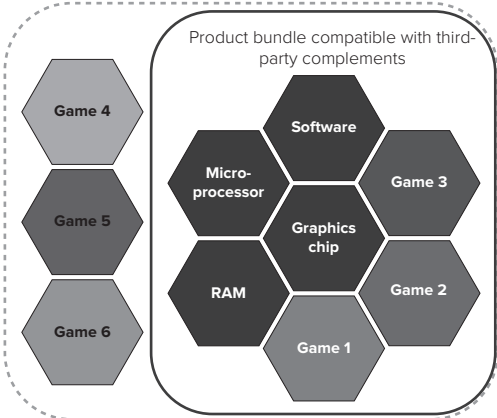 Product bundle compatible with third-
party complements
Game 4
Software
Micro-
processor
Game 3
Game 5
Graphics
chip
RAM
Game 2
Game 6
Game 1